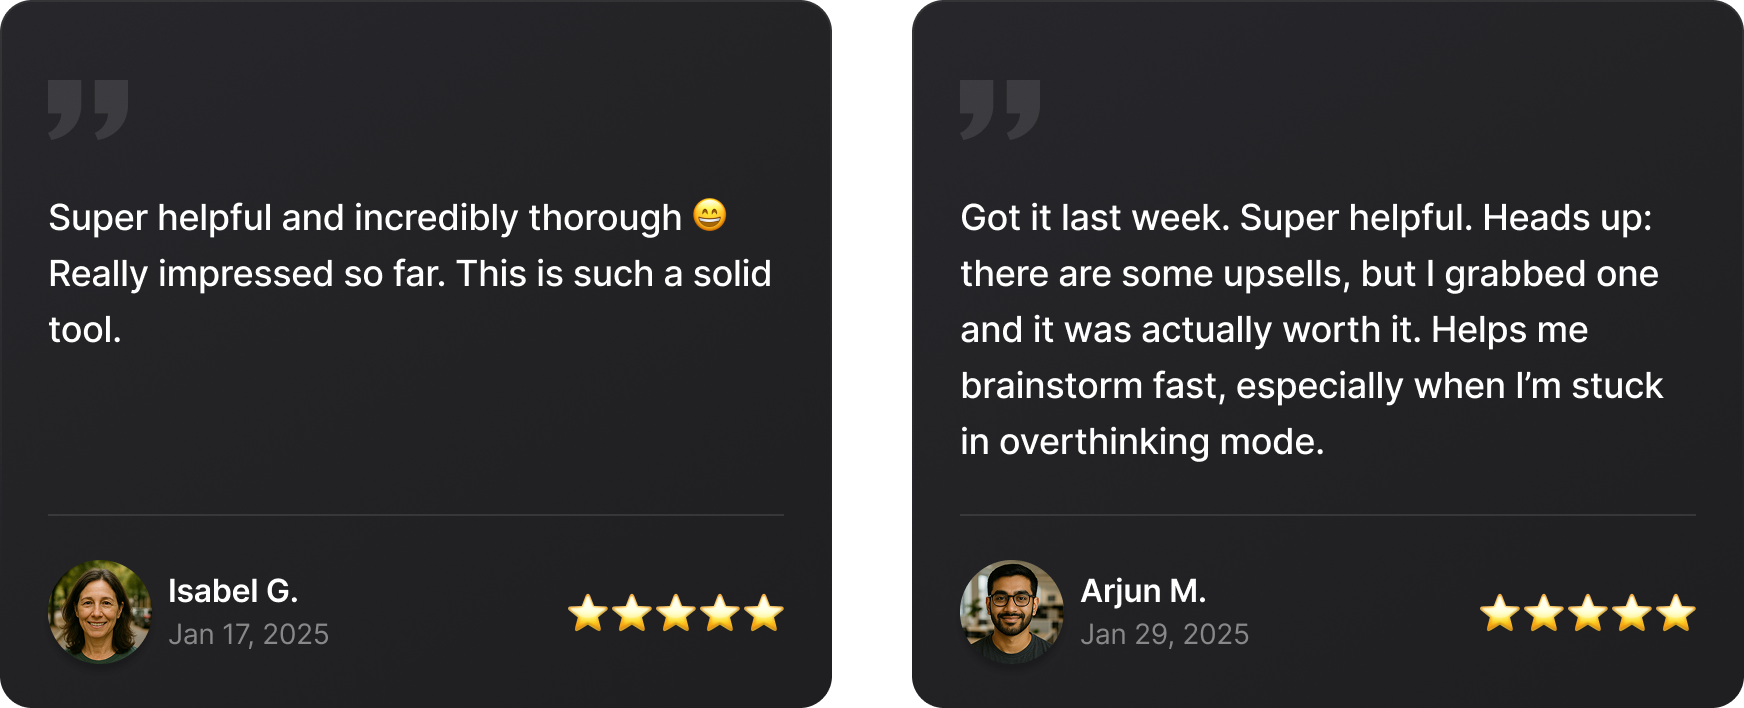 Super helpful and incredibly thorough 😄
Really impressed so far. This is such a solid
tool.
Isabel G.
Jan 17, 2025
Got it last week. Super helpful. Heads up:
there are some upsells, but I grabbed one
and it was actually worth it. Helps me
brainstorm fast, especially when I’m stuck
in overthinking mode.
Arjun M.
Jan 29, 2025